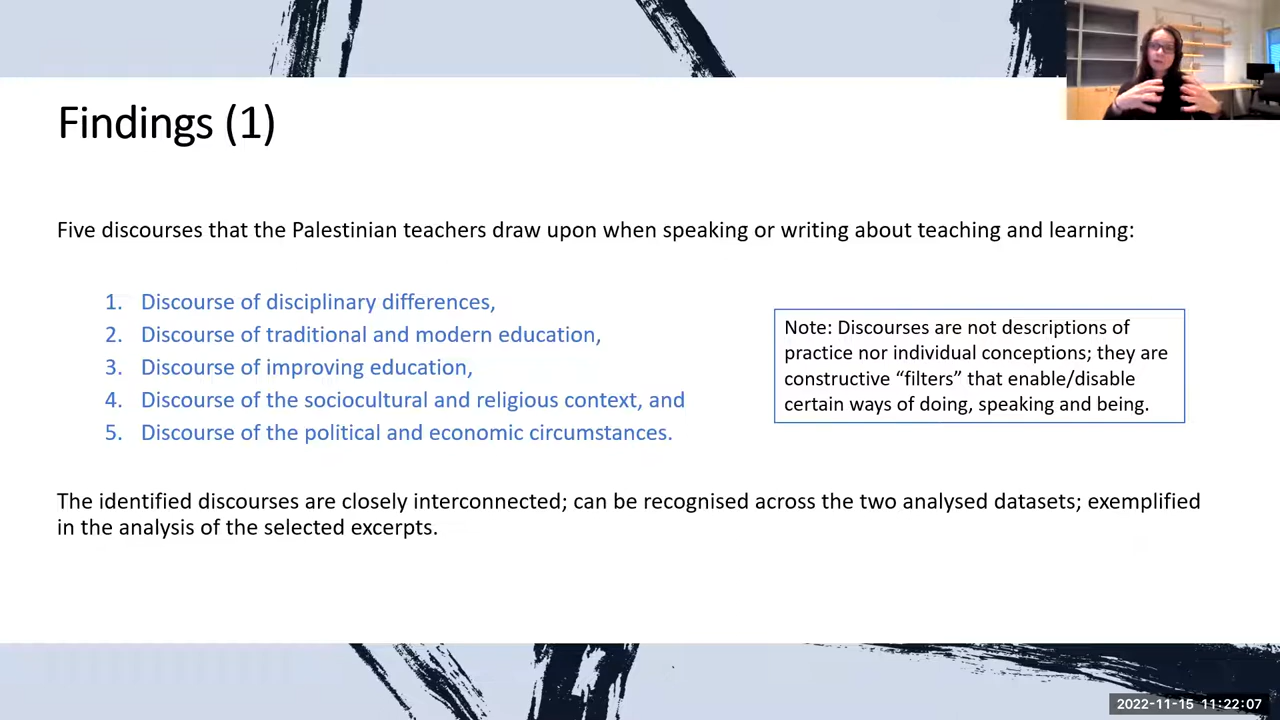 Findings (1)
Five discourses that the Palestinian teachers draw upon when speaking or writing about teaching and learning:
1. Discourse of disciplinary differences,
2. Discourse of traditional and modern education,
3. Discourse of improving education,
4. Discourse of the sociocultural and religious context, and
5. Discourse of the political and economic circumstances.
Note: Discourses are not descriptions of
practice nor individual conceptions; they are
constructive “filters” that enable/disable
certain ways of doing, speaking and being.
The identified discourses are closely interconnected; can be recognised across the two analysed datasets; exemplified
in the analysis of the selected excerpts.
2022-11-15 11:22:07